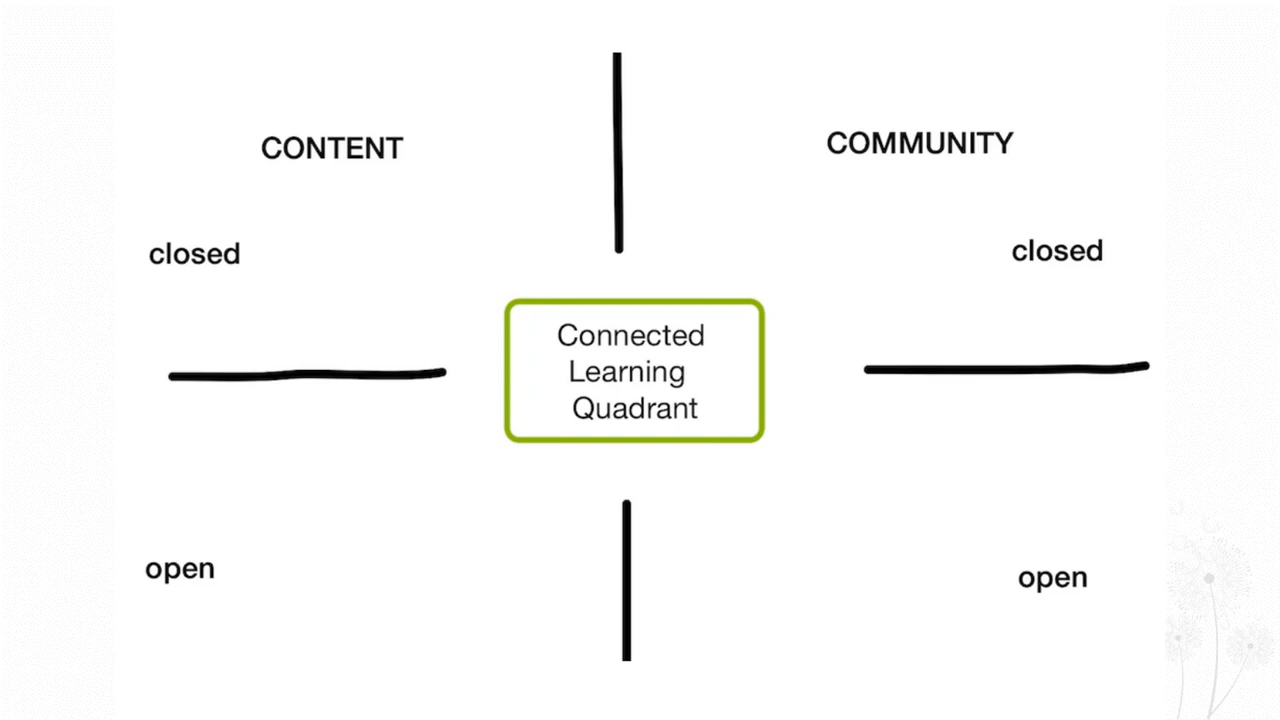 CONTENT
COMMUNITY
closed
closed
Connected
Learning
Quadrant
open
open